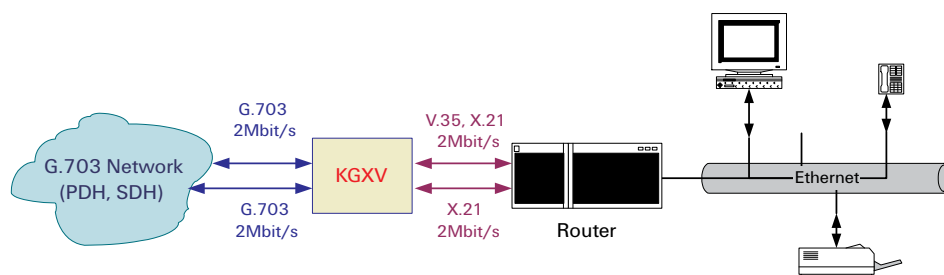 G.703
2Mbit/s
V.35, X.21
2Mbit/s
G.703 Network
(PDH, SDH)
KGXV
Ethernet
G.703
2Mbit/s
X.21
2Mbit/s
Router